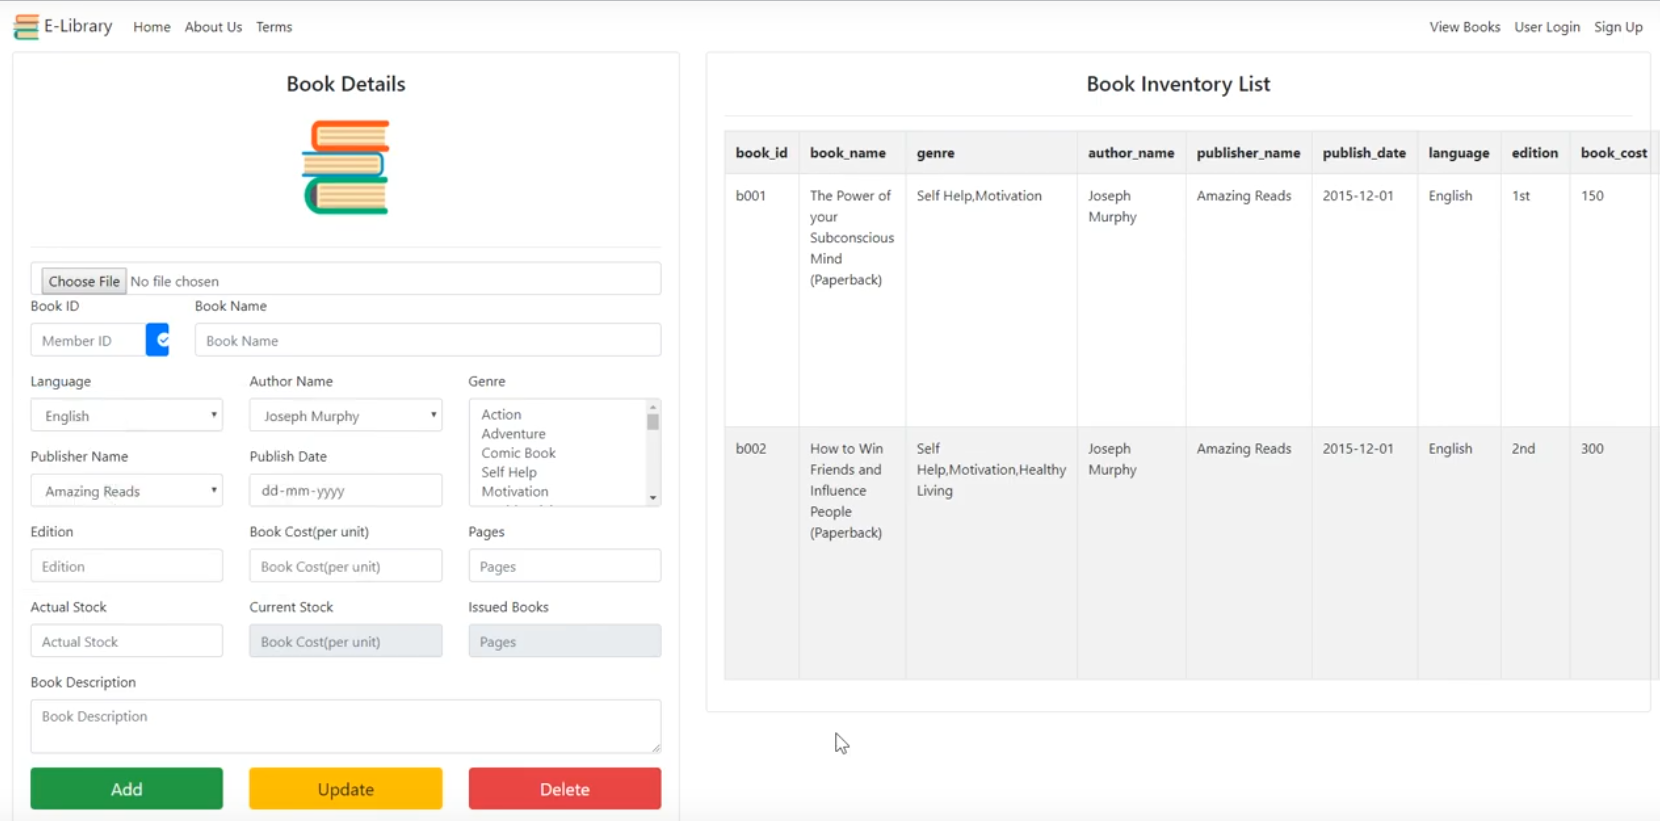 E-Library Home About Us Terms View Books User Login Sign Up
Book Details
Choose File No file chosen
Book ID Book Name
Member ID Book Name
Language Author Name Genre
English Joseph Murphy Action
Adventure
Comic Book
Self Help
Motivation
Publisher Name Publish Date
Amazing Reads dd-mm-yyyy
Edition Book Cost(per unit) Pages
Edition Book Cost(per unit) Pages
Actual Stock Current Stock Issued Books
Actual Stock Book Cost(per unit) Pages
Book Description
Book Description
Add Update Delete
Book Inventory List
book_id book_name genre author_name publisher_name publish_date language edition book_cost
b001 The Power of Self Help,Motivation Joseph Amazing Reads 2015-12-01 English 1st 150
your Murphy
Subconscious
Mind
(Paperback)
b002 How to Win Self Joseph Amazing Reads 2015-12-01 English 2nd 300
Friends and Help,Motivation,Healthy Murphy
Influence Living
People
(Paperback)